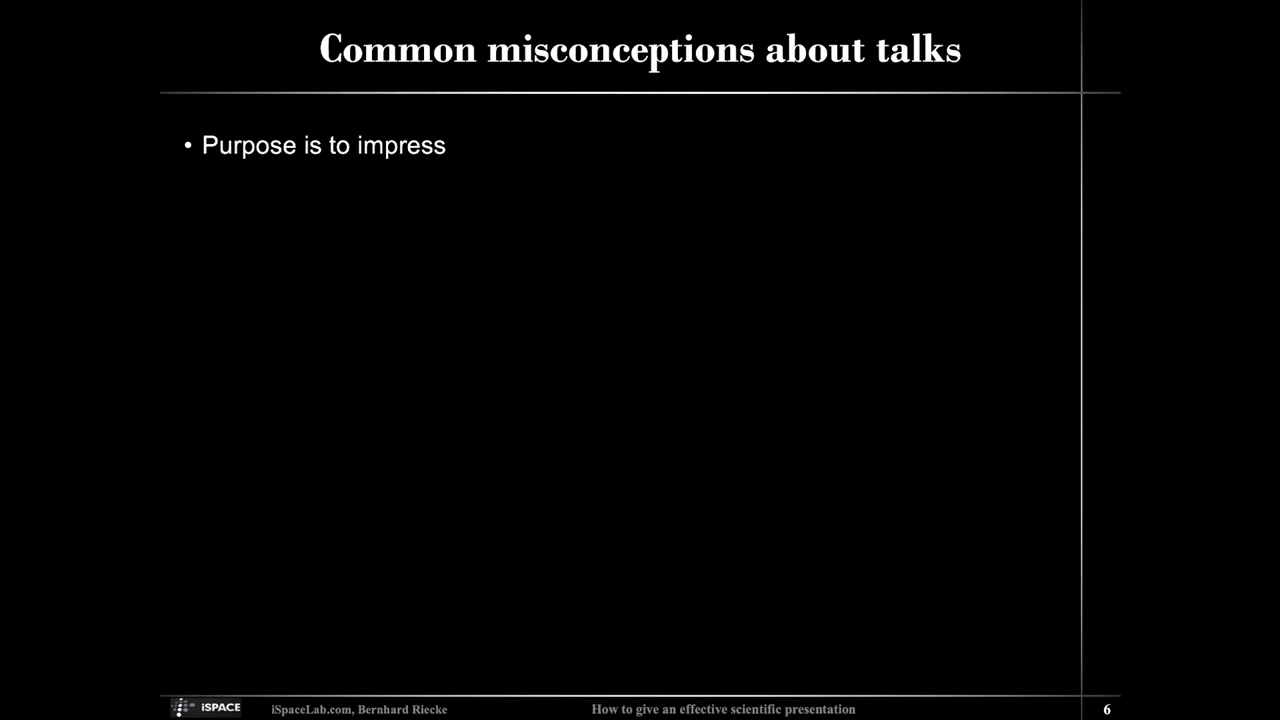 Common misconceptions about talks
• Purpose is to impress
iSPACE
iSpaceLab.com, Bernhard Riecke
How to give an effective scientific presentation
6